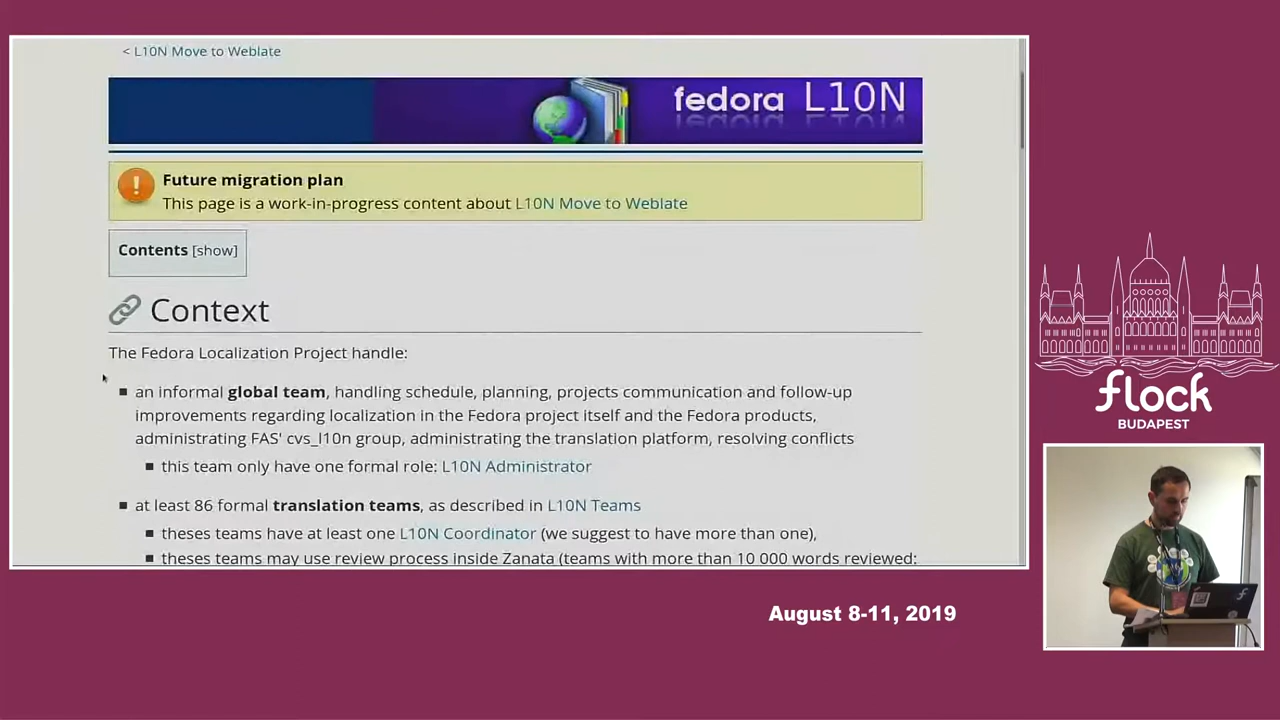 < L10N Move to Weblate
fedora L10N
Future migration plan
This page is a work-in-progress content about L10N Move to Weblate
Contents [show]
Context
The Fedora Localization Project handle:
an informal global team, handling schedule, planning, projects communication and follow-up
improvements regarding localization in the Fedora project itself and the Fedora products,
administrating FAS' cvs_l10n group, administrating the translation platform, resolving conflicts
this team only have one formal role: L10N Administrator
at least 86 formal translation teams, as described in L10N Teams
theses teams have at least one L10N Coordinator (we suggest to have more than one),
theses teams may use review process inside Zanata (teams with more than 10 000 words reviewed:
flock
BUDAPEST
August 8-11, 2019